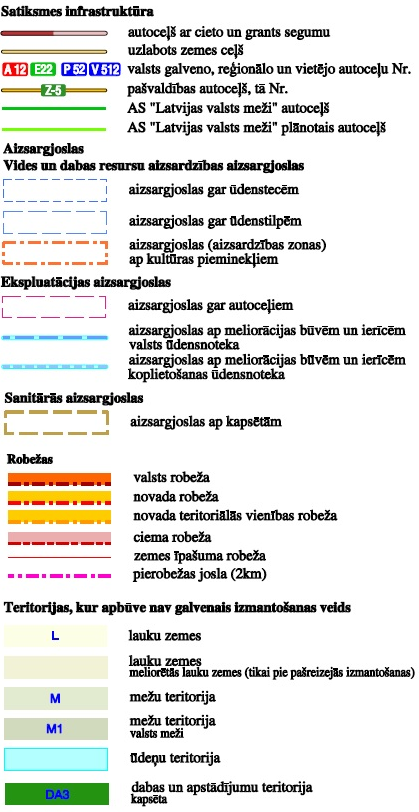 Satiksmes infrastruktūra
autoceļš ar cieto un grants segumu
uzlabots zemes ceļš
A12 E22 P52 V512 valsts galveno, reģionālo un vietējo autoceļu Nr.
Z-5 pašvaldības autoceļš, tā Nr.
AS "Latvijas valsts meži" autoceļš
AS "Latvijas valsts meži" plānotais autoceļš
Aizsargjoslas
Vides un dabas resursu aizsardzības aizsargjoslas
aizsargjoslas gar ūdenstecēm
aizsargjoslas gar ūdenstilpēm
aizsargjoslas (aizsardzības zonas)
ap kultūras pieminekļiem
Ekspluatācijas aizsargjoslas
aizsargjoslas gar autoceļiem
aizsargjoslas ap meliorācijas būvēm un ierīcēm
valsts ūdensnoteka
aizsargjoslas ap meliorācijas būvēm un ierīcēm
koplietošanas ūdensnoteka
Sanitārās aizsargjoslas
aizsargjoslas ap kapsētām
Robežas
valsts robeža
novada robeža
novada teritoriālās vienības robeža
ciema robeža
zemes īpašuma robeža
pierobežas josla (2km)
Teritorijas, kur apbūve nav galvenais izmantošanas veids
L lauku zemes
lauku zemes
meliorētās lauku zemes (tikai pie pašreizejās izmantošanas)
M mežu teritorija
M1 mežu teritorija
valsts meži
ūdeņu teritorija
DA3 dabas un apstādījumu teritorija
kapsēta